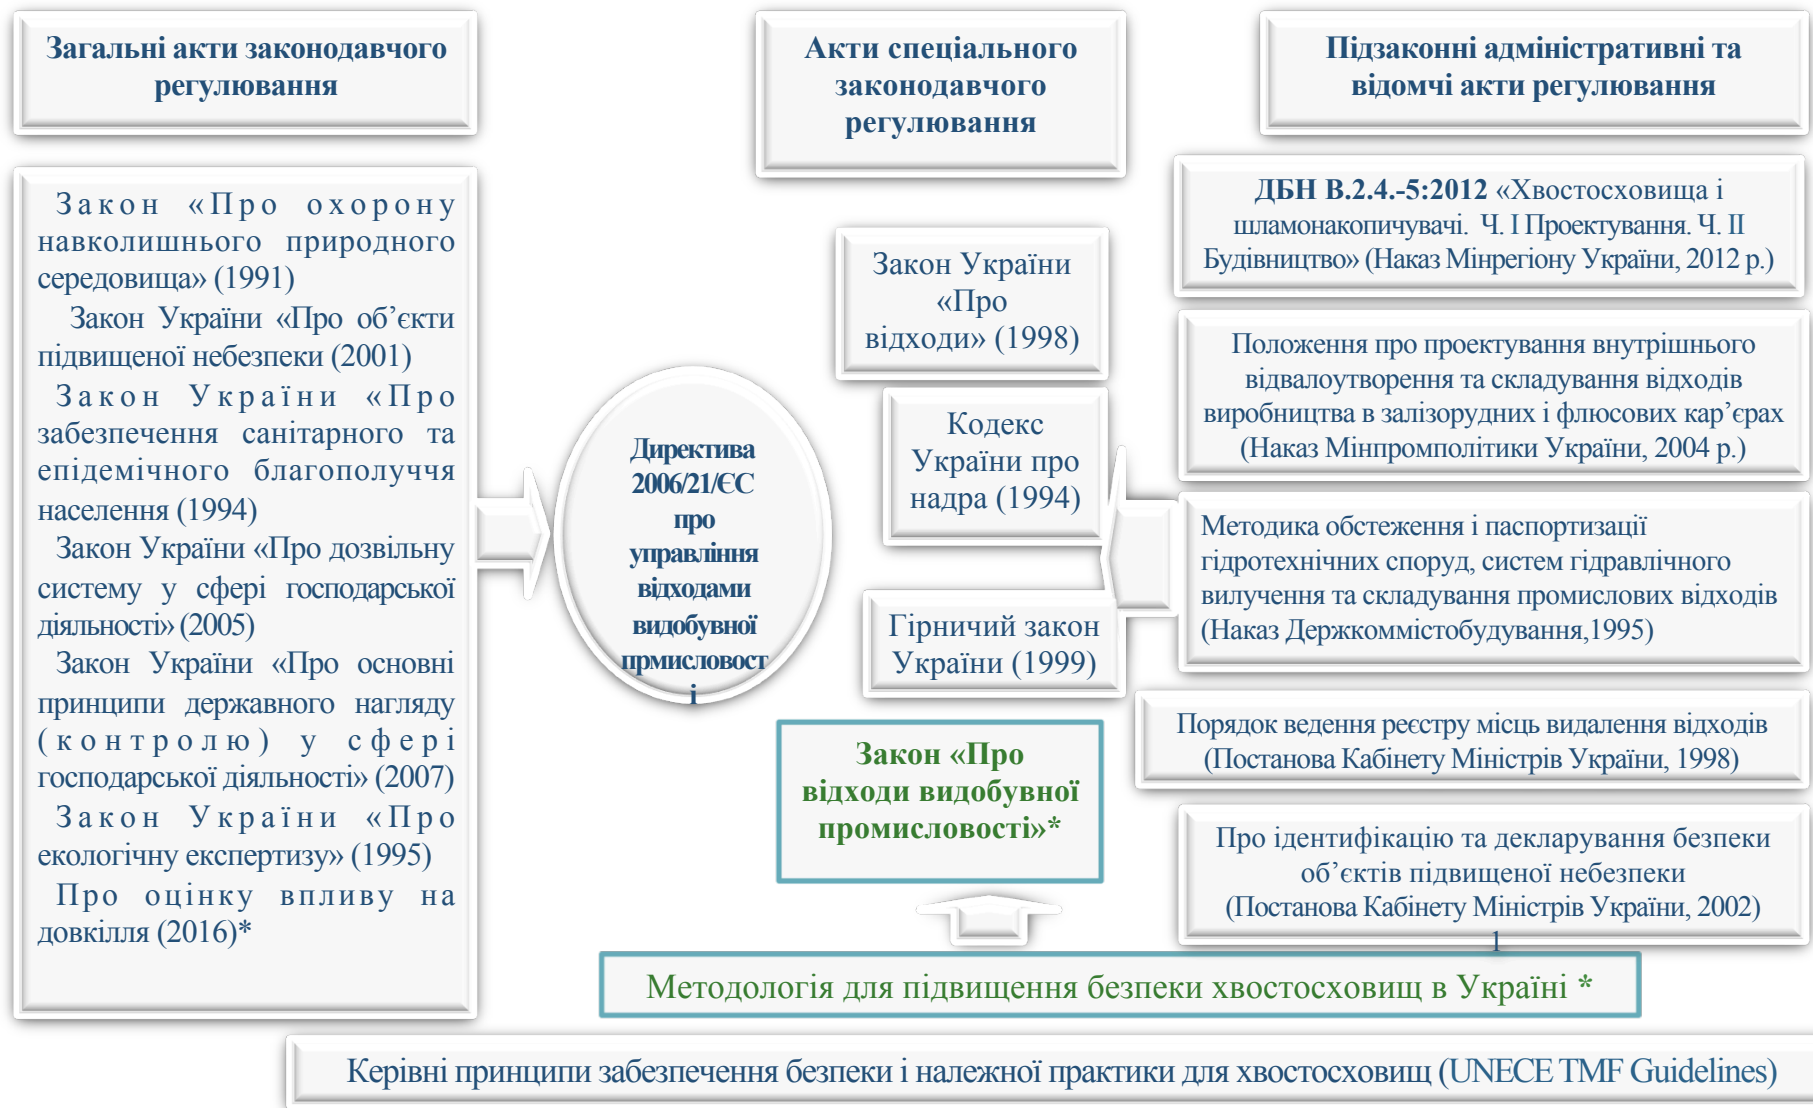 Загальні акти законодавчого
регулювання
Закон «Про охорону
навколишнього природного
середовища» (1991)
Закон України «Про об’єкти
підвищеної небезпеки (2001)
Закон України «Про
забезпечення санітарного та
епідемічного благополуччя
населення (1994)
Закон України «Про дозвільну
систему у сфері господарської
діяльності» (2005)
Закон України «Про основні
принципи державного нагляду
(контролю) у сфері
господарської діяльності» (2007)
Закон України «Про
екологічну експертизу» (1995)
Про оцінку впливу на
довкілля (2016)*
Директива
2006/21/ЄС
про
управління
відходами
видобувної
прмисловост
і
Акти спеціального
законодавчого
регулювання
Закон України
«Про
відходи» (1998)
Кодекс
України про
надра (1994)
Гірничий закон
України (1999)
Закон «Про
відходи видобувної
промисловості»*
Підзаконні адміністративні та
відомчі акти регулювання
ДБН В.2.4.-5:2012 «Хвостосховища і
шламонакопичувачі. Ч. I Проектування. Ч. II
Будівництво» (Наказ Мінрегіону України, 2012 р.)
Положення про проектування внутрішнього
відвалоутворення та складування відходів
виробництва в залізорудних і флюсових кар’єрах
(Наказ Мінпромполітики України, 2004 р.)
Методика обстеження і паспортизації
гідротехнічних споруд, систем гідравлічного
вилучення та складування промислових відходів
(Наказ Держкоммістобудування,1995)
Порядок ведення реєстру місць видалення відходів
(Постанова Кабінету Міністрів України, 1998)
Про ідентифікацію та декларування безпеки
об’єктів підвищеної небезпеки
(Постанова Кабінету Міністрів України, 2002)
1
Методологія для підвищення безпеки хвостосховищ в Україні *
Керівні принципи забезпечення безпеки і належної практики для хвостосховищ (UNECE TMF Guidelines)